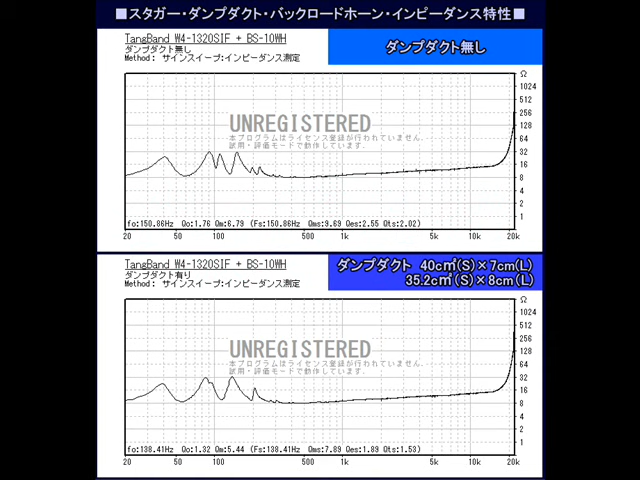 ■スタガー・ダンプダクト・バックロードホーン・インピーダンス特性■
TangBand W4-1320SIF + BS-10WH
ダンプダクト無し
Method: サインスイープ・インピーダンス測定
ダンプダクト無し
Ω
1024
512
256
128
64
32
16
8
4
2
1
UNREGISTERED
本プログラムはライセンス登録が行われていません.
試用・評価モードで動作しています.
fo:150.86Hz Qo:1.76 Qm:6.79 (Fs:150.86Hz Qms:9.69 Qes:2.55 Qts:2.02)
20 50 100 200 500 1k 5k 10k 20k
TangBand W4-1320SIF + BS-10WH
ダンプダクト有り
Method: サインスイープ・インピーダンス測定
ダンプダクト 40c㎡(S)×7cm(L)
35.2c㎡(S)×8cm(L)
Ω
1024
512
256
128
64
32
16
8
4
2
1
UNREGISTERED
本プログラムはライセンス登録が行われていません.
試用・評価モードで動作しています.
fo:138.41Hz Qo:1.32 Qm:5.44 (Fs:138.41Hz Qms:7.89 Qes:1.89 Qts:1.53)
20 50 100 200 500 1k 5k 10k 20k